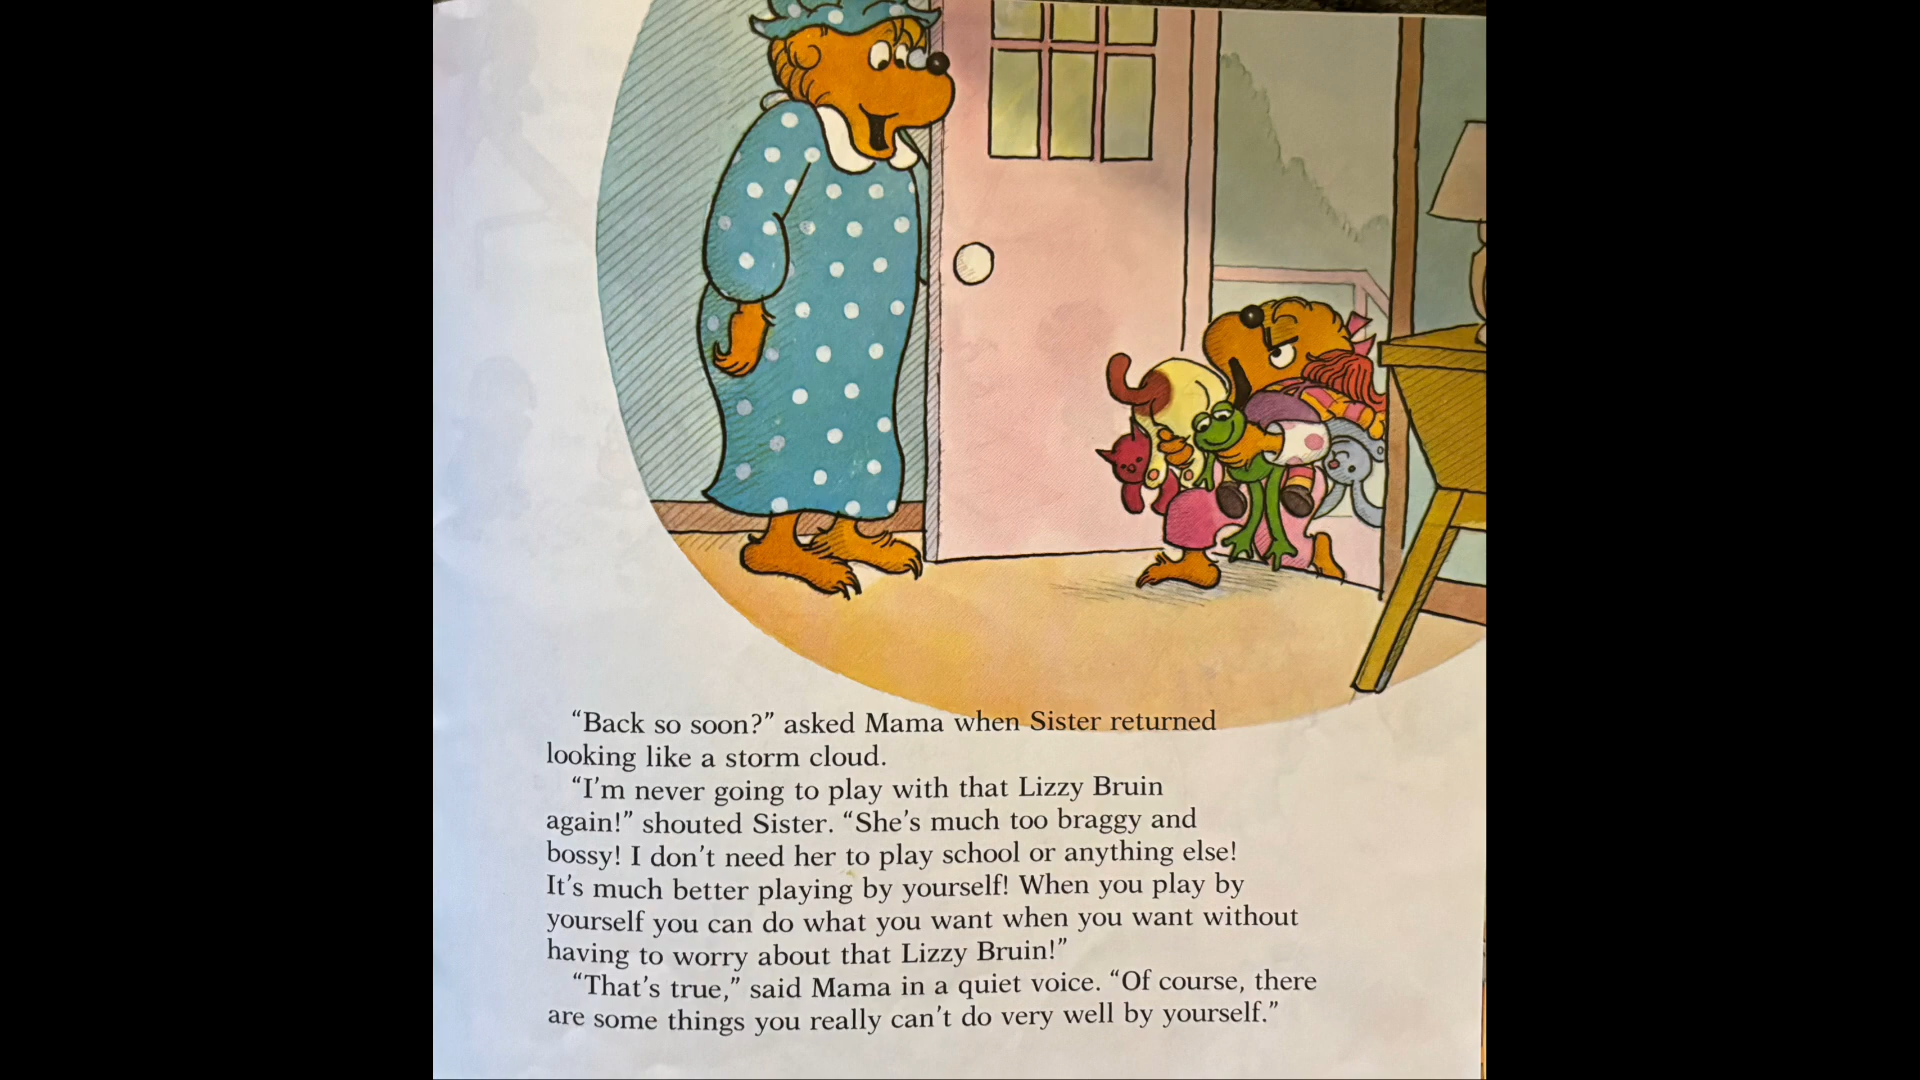 “Back so soon?” asked Mama when Sister returned
looking like a storm cloud.
“I’m never going to play with that Lizzy Bruin
again!” shouted Sister. “She’s much too braggy and
bossy! I don’t need her to play school or anything else!
It’s much better playing by yourself! When you play by
yourself you can do what you want when you want without
having to worry about that Lizzy Bruin!”
“That’s true,” said Mama in a quiet voice. “Of course, there
are some things you really can’t do very well by yourself.”